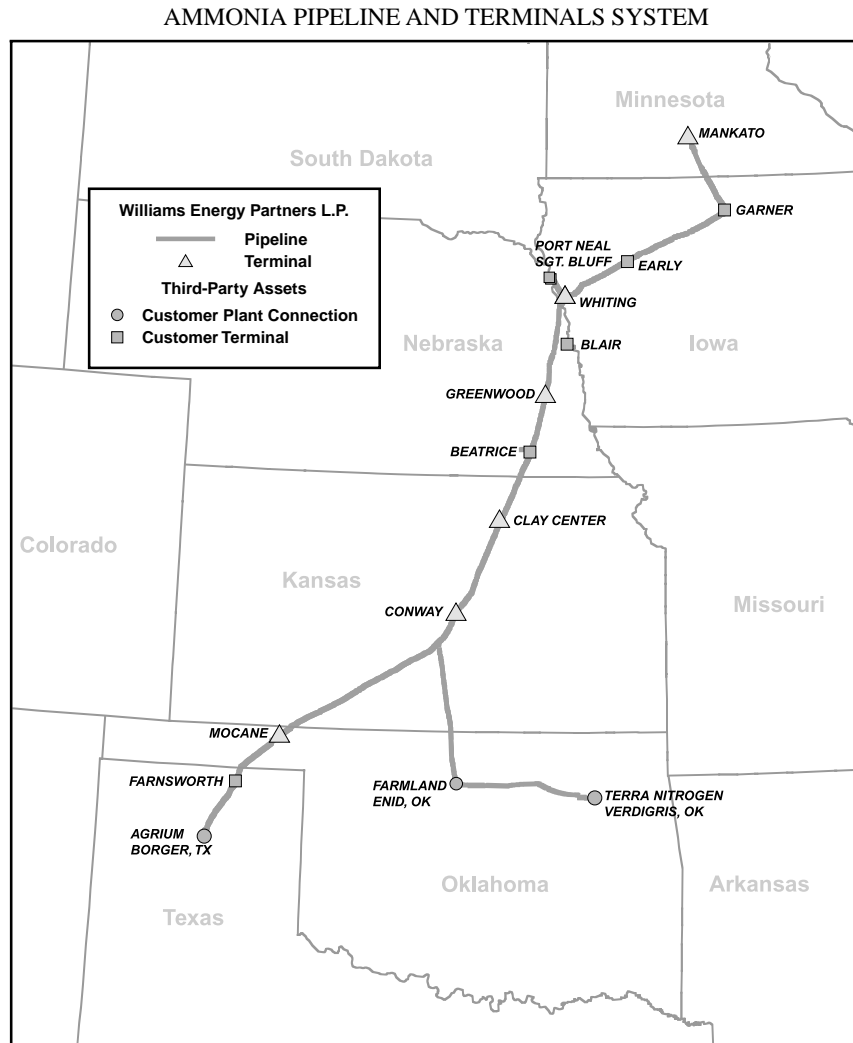 AMMONIA PIPELINE AND TERMINALS SYSTEM
Minnesota
MANKATO
South Dakota
Williams Energy Partners L.P.
Pipeline
Terminal
Third-Party Assets
Customer Plant Connection
Customer Terminal
GARNER
PORT NEAL
SGT. BLUFF
EARLY
WHITING
Nebraska
BLAIR
Iowa
GREENWOOD
BEATRICE
CLAY CENTER
Colorado
Kansas
CONWAY
Missouri
MOCANE
FARNSWORTH
FARMLAND
ENID, OK
TERRA NITROGEN
VERDIGRIS, OK
AGRIUM
BORGER, TX
Oklahoma
Arkansas
Texas